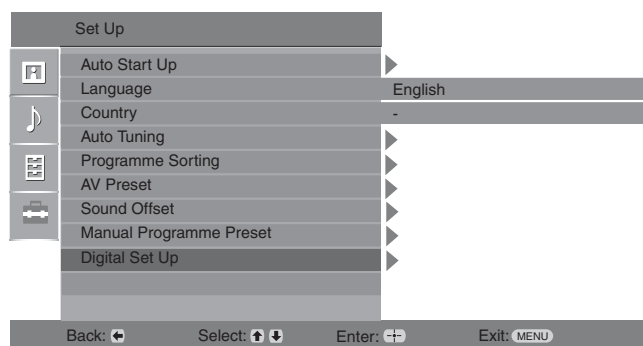 Set Up
Auto Start Up
Language English
Country -
Auto Tuning
Programme Sorting
AV Preset
Sound Offset
Manual Programme Preset
Digital Set Up
Back: Select: Enter: Exit: MENU